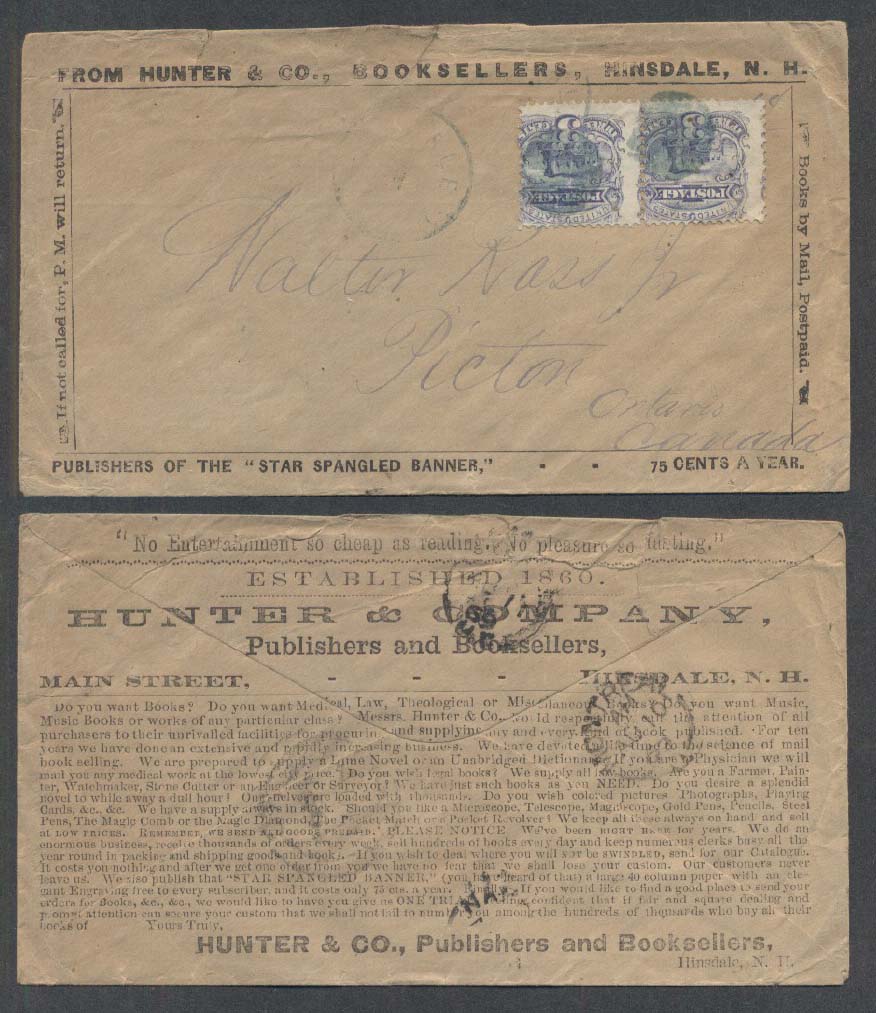 FROM HUNTER & CO., BOOKSELLERS, HINSDALE, N. H.
If not called for, P. M. will return.
Books by Mail, Postpaid.
UNITED STATES
POSTAGE
UNITED STATES
POSTAGE
Walter Ross Jr
Picton
Ontario
Canada
PUBLISHERS OF THE "STAR SPANGLED BANNER," - - 75 CENTS A YEAR.
"No Entertainment so cheap as reading. No pleasure so lasting."
ESTABLISHED 1860.
HUNTER & COMPANY,
Publishers and Booksellers,
MAIN STREET, - - - HINSDALE, N. H.
Do you want Books? Do you want Medical, Law, Theological or Miscellaneous Books? Do you want Music,
Music Books or works of any particular class? Messrs. Hunter & Co., would respectfully call the attention of all
purchasers to their unrivalled facilities for procuring and supplying any and every kind of book published. For ten
years we have done an extensive and rapidly increasing business. We have devoted a life time to the science of mail
book selling. We are prepared to supply a Dime Novel or an Unabridged Dictionary. If you are a Physician we will
mail you any medical work at the lowest city price. Do you wish legal books? We supply all law books. Are you a Farmer, Pain-
ter, Watchmaker, Stone Cutter or an Engineer or Surveyor? We have just such books as you NEED. Do you desire a splendid
novel to while away a dull hour? Our shelves are loaded with thousands. Do you wish colored pictures, Photographs, Playing
Cards, &c., &c. We have a supply always in stock. Should you like a Microscope, Telescope, Magnascope, Gold Pens, Pencils, Steel
Pens, The Magic Comb or the Magic Diamond, The Pocket Match or a Pocket Revolver? We keep all these always on hand and sell
at LOW PRICES. REMEMBER, WE SEND ALL GOODS PREPAID. PLEASE NOTICE We've been RIGHT HERE for years. We do an
enormous business, receive thousands of orders every week, sell hundreds of books every day and keep numerous clerks busy all the
year round in packing and shipping goods and books. If you wish to deal where you will not be SWINDLED, send for our Catalogue.
It costs you nothing and after we get one order from you we have no fear that we shall lose your custom. Our customers never
leave us. We also publish that "STAR SPANGLED BANNER," (you have heard of that) a large 40 column paper with an ele-
gant Engraving free to every subscriber, and it costs only 75 cts. a year. Finally—If you would like to find a good place to send your
orders for Books, &c., &c., we would like to have you give us ONE TRIAL feeling confident that if fair and square dealing and
prompt attention can secure your custom that we shall not fail to number you among the hundreds of thousands who buy all their
books of Yours Truly,
HUNTER & CO., Publishers and Booksellers,
Hinsdale, N. H.
MONTREAL